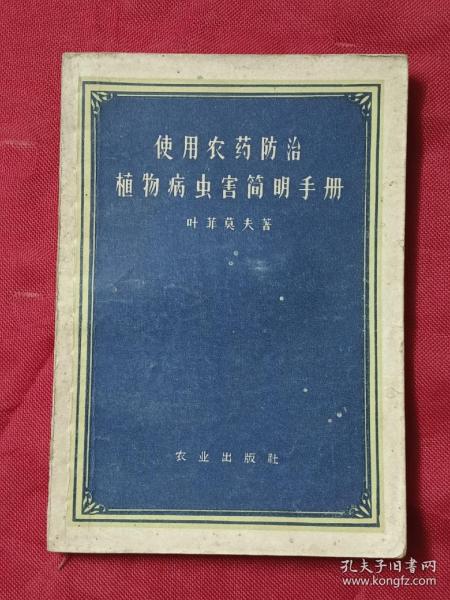 使用农药防治
植物病虫害简明手册
叶菲莫夫著
农业出版社
孔夫子旧书网
www.kongfz.com